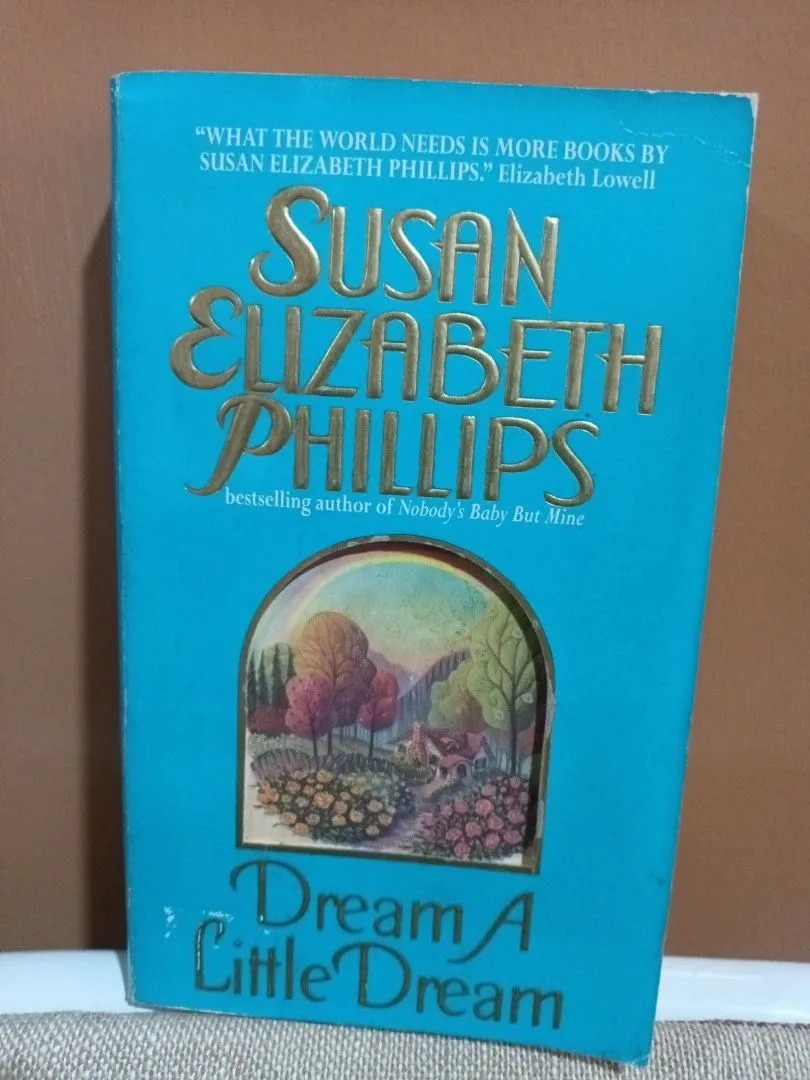 “WHAT THE WORLD NEEDS IS MORE BOOKS BY
SUSAN ELIZABETH PHILLIPS.” Elizabeth Lowell
SUSAN
ELIZABETH
PHILLIPS
bestselling author of Nobody's Baby But Mine
Dream A
Little Dream